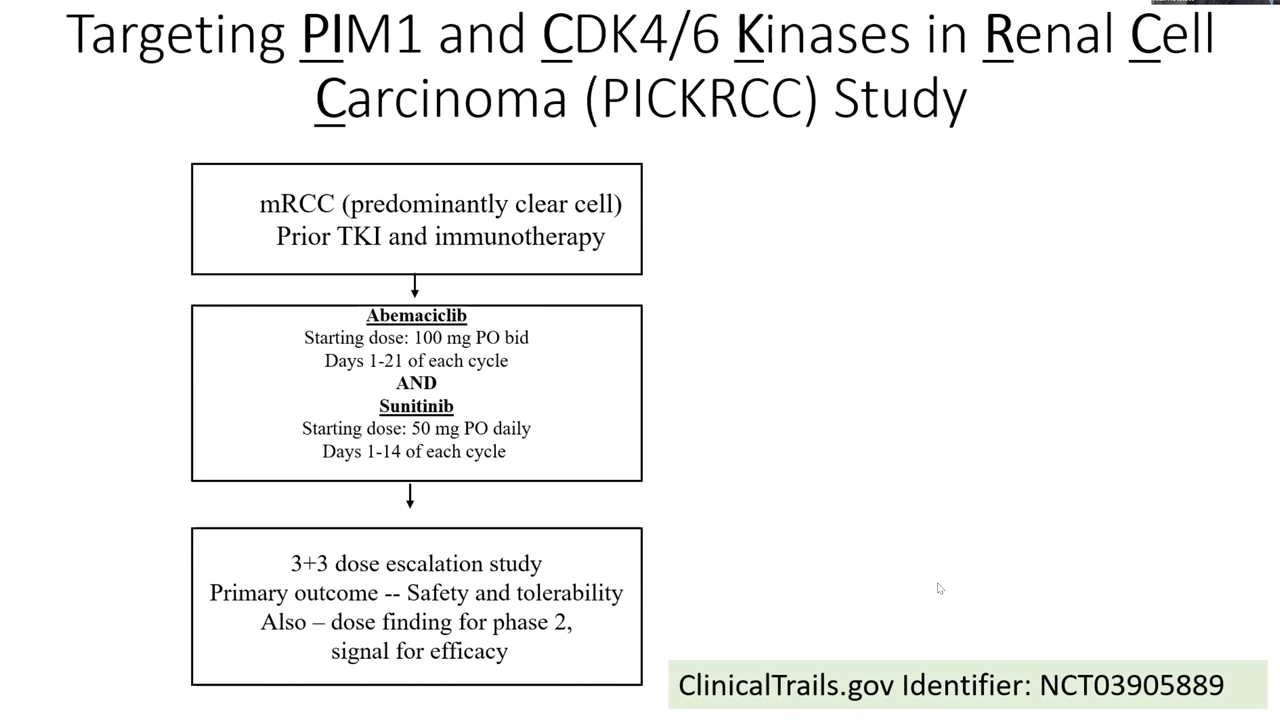 Targeting PIM1 and CDK4/6 Kinases in Renal Cell
Carcinoma (PICKRCC) Study
mRCC (predominantly clear cell)
Prior TKI and immunotherapy
Abemaciclib
Starting dose: 100 mg PO bid
Days 1-21 of each cycle
AND
Sunitinib
Starting dose: 50 mg PO daily
Days 1-14 of each cycle
3+3 dose escalation study
Primary outcome -- Safety and tolerability
Also – dose finding for phase 2,
signal for efficacy
ClinicalTrails.gov Identifier: NCT03905889